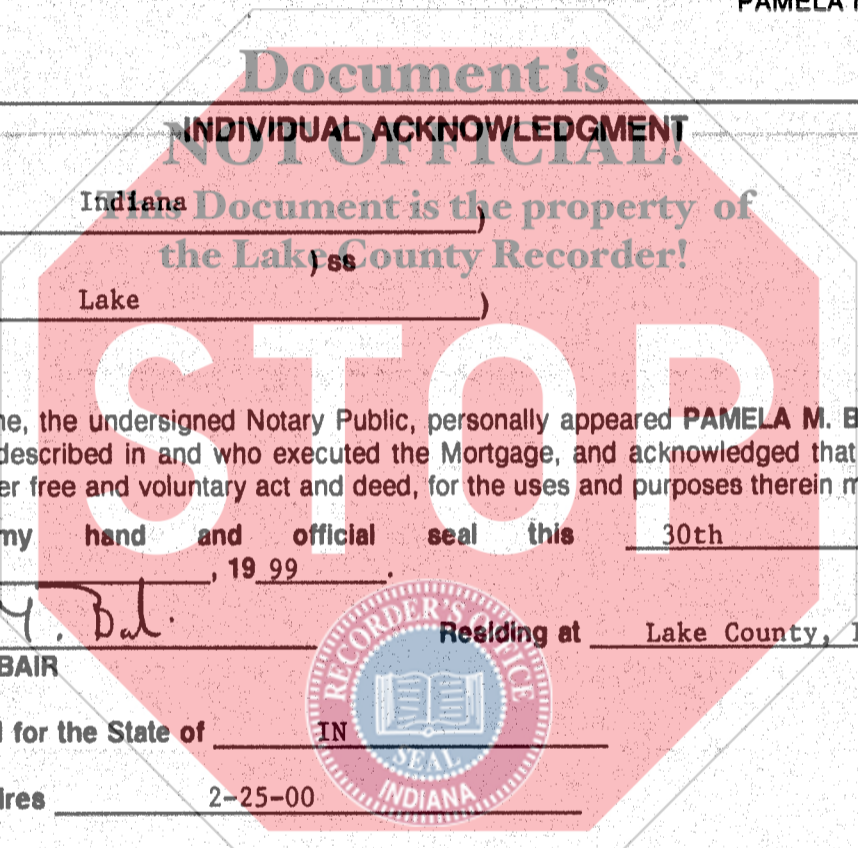 PAMELA
Document is
INDIVIDUAL ACKNOWLEDGMENT
NOT OFFICIAL!
Indiana )
This Document is the property of
the Lake County Recorder!
) ss
Lake )
STOP
me, the undersigned Notary Public, personally appeared PAMELA M. B
described in and who executed the Mortgage, and acknowledged that
er free and voluntary act and deed, for the uses and purposes therein m
my hand and official seal this 30th
, 19 99 .
Residing at Lake County, I
BAIR
for the State of IN
ires 2-25-00
RECORDER'S OFFICE
SEAL
INDIANA